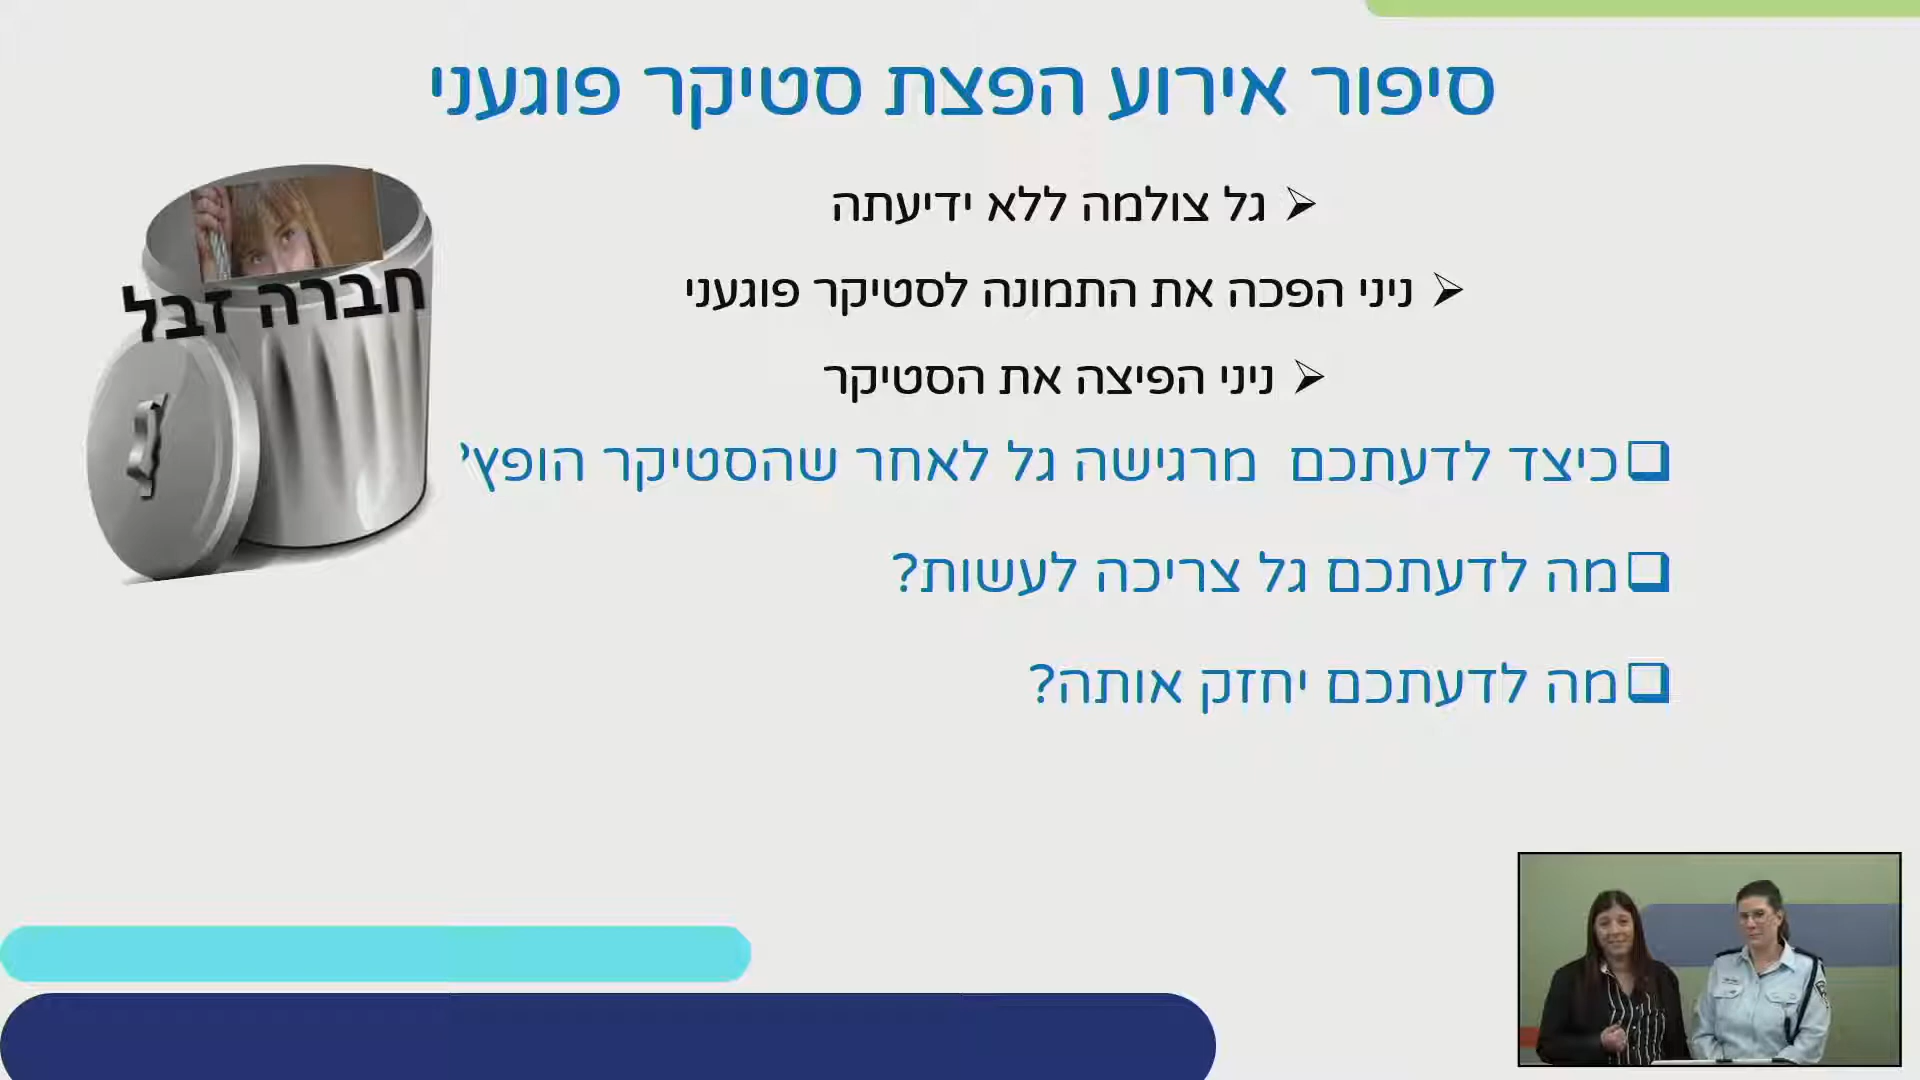 סיפור אירוע הפצת סטיקר פוגעני
גל צולמה ללא ידיעתה
ניני הפכה את התמונה לסטיקר פוגעני
ניני הפיצה את הסטיקר
כיצד לדעתכם מרגישה גל לאחר שהסטיקר הופץ
מה לדעתכם גל צריכה לעשות?
מה לדעתכם יחזק אותה?
חברה זבל